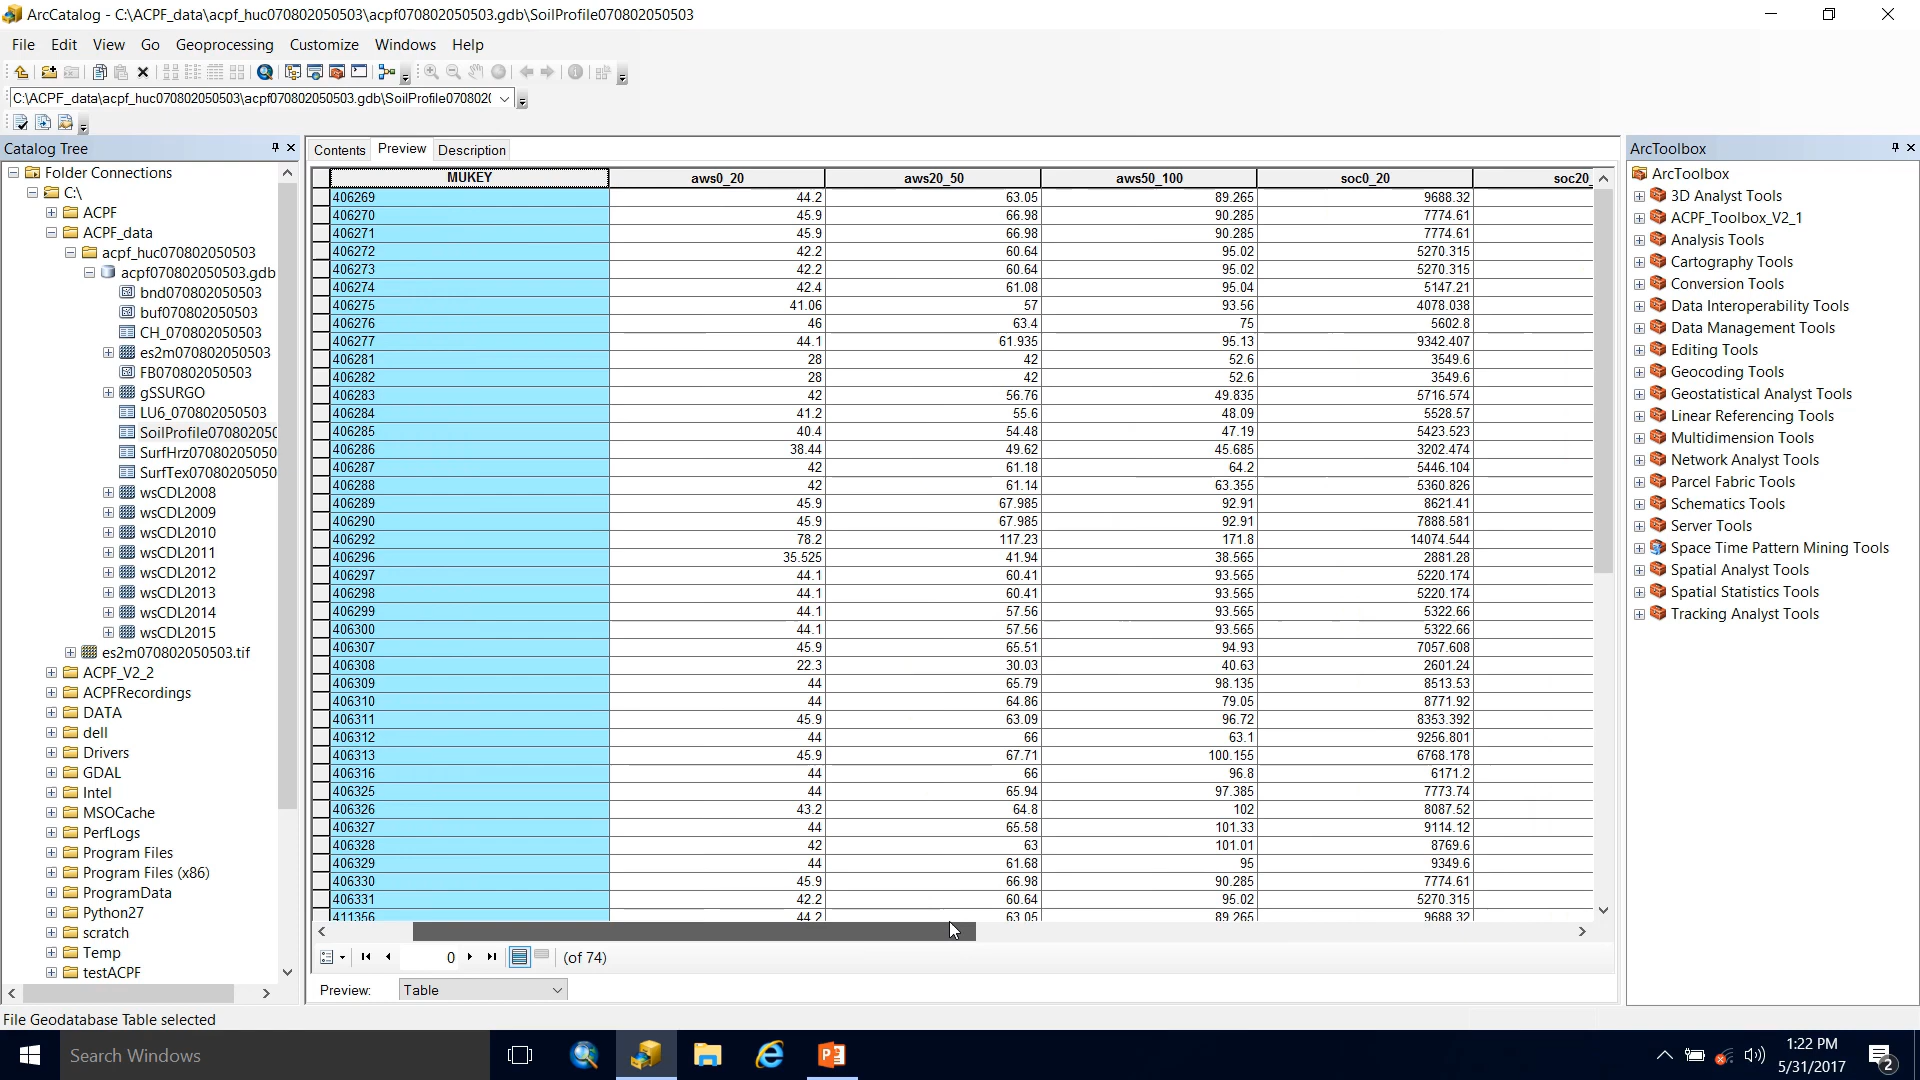 ArcCatalog - C:\ACPF_data\acpf_huc070802050503\acpf070802050503.gdb\SoilProfile070802050503
File Edit View Go Geoprocessing Customize Windows Help
C:\ACPF_data\acpf_huc070802050503\acpf070802050503.gdb\SoilProfile070802(
Catalog Tree
Folder Connections
C:\
ACPF
ACPF_data
acpf_huc070802050503
acpf070802050503.gdb
bnd070802050503
buf070802050503
CH_070802050503
es2m070802050503
FB070802050503
gSSURGO
LU6_070802050503
SoilProfile070802050
SurfHrz07080205050
SurfTex07080205050
wsCDL2008
wsCDL2009
wsCDL2010
wsCDL2011
wsCDL2012
wsCDL2013
wsCDL2014
wsCDL2015
es2m070802050503.tif
ACPF_V2_2
ACPFRecordings
DATA
dell
Drivers
GDAL
Intel
MSOCache
PerfLogs
Program Files
Program Files (x86)
ProgramData
Python27
scratch
Temp
testACPF
Contents Preview Description
MUKEY aws0_20 aws20_50 aws50_100 soc0_20 soc20_
406269 44.2 63.05 89.265 9688.32
406270 45.9 66.98 90.285 7774.61
406271 45.9 66.98 90.285 7774.61
406272 42.2 60.64 95.02 5270.315
406273 42.2 60.64 95.02 5270.315
406274 42.4 61.08 95.04 5147.21
406275 41.06 57 93.56 4078.038
406276 46 63.4 75 5602.8
406277 44.1 61.935 95.13 9342.407
406281 28 42 52.6 3549.6
406282 28 42 52.6 3549.6
406283 42 56.76 49.835 5716.574
406284 41.2 55.6 48.09 5528.57
406285 40.4 54.48 47.19 5423.523
406286 38.44 49.62 45.685 3202.474
406287 42 61.18 64.2 5446.104
406288 42 61.14 63.355 5360.826
406289 45.9 67.985 92.91 8621.41
406290 45.9 67.985 92.91 7888.581
406292 78.2 117.23 171.8 14074.544
406296 35.525 41.94 38.565 2881.28
406297 44.1 60.41 93.565 5220.174
406298 44.1 60.41 93.565 5220.174
406299 44.1 57.56 93.565 5322.66
406300 44.1 57.56 93.565 5322.66
406307 45.9 65.51 94.93 7057.608
406308 22.3 30.03 40.63 2601.24
406309 44 65.79 98.135 8513.53
406310 44 64.86 79.05 8771.92
406311 45.9 63.09 96.72 8353.392
406312 44 66 63.1 9256.801
406313 45.9 67.71 100.155 6768.178
406316 44 66 96.8 6171.2
406325 44 65.94 97.385 7773.74
406326 43.2 64.8 102 8087.52
406327 44 65.58 101.33 9114.12
406328 42 63 101.01 8769.6
406329 44 61.68 95 9349.6
406330 45.9 66.98 90.285 7774.61
406331 42.2 60.64 95.02 5270.315
411356 44.2 63.05 89.265 9688.32
0 (of 74)
Preview: Table
ArcToolbox
ArcToolbox
3D Analyst Tools
ACPF_Toolbox_V2_1
Analysis Tools
Cartography Tools
Conversion Tools
Data Interoperability Tools
Data Management Tools
Editing Tools
Geocoding Tools
Geostatistical Analyst Tools
Linear Referencing Tools
Multidimension Tools
Network Analyst Tools
Parcel Fabric Tools
Schematics Tools
Server Tools
Space Time Pattern Mining Tools
Spatial Analyst Tools
Spatial Statistics Tools
Tracking Analyst Tools
File Geodatabase Table selected
Search Windows
1:22 PM
5/31/2017
2